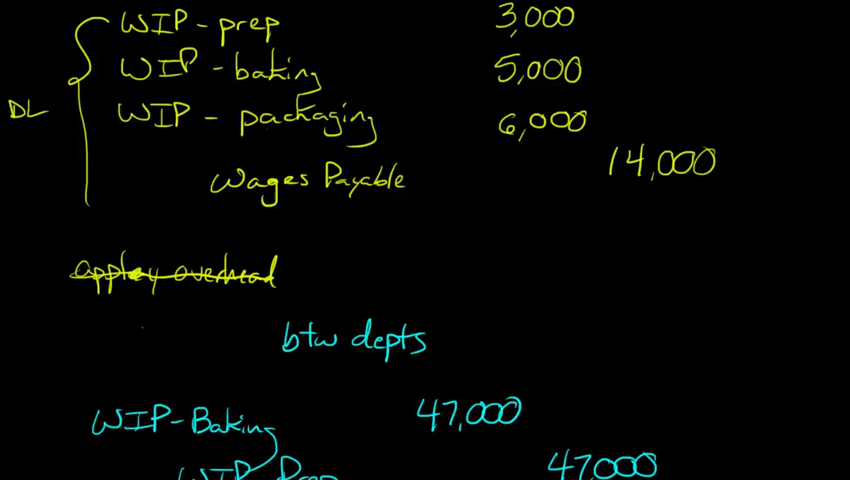 WIP - prep 3,000
WIP - baking 5,000
DL WIP - packaging 6,000
Wages Payable 14,000
apply overhead
btw depts
WIP-Baking 47,000
WIP Prep 47,000